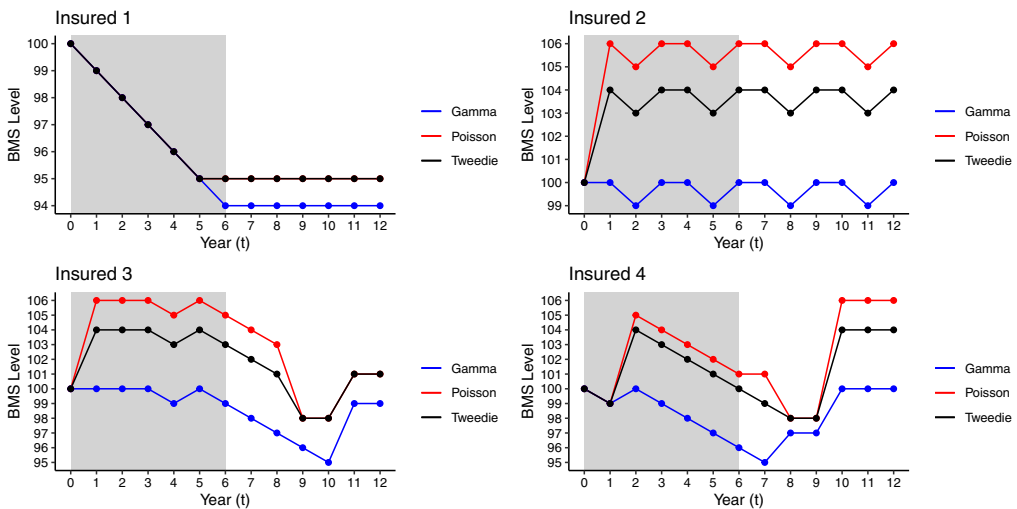 Insured 1
100
99
98
97
96
95
94
BMS Level
0 1 2 3 4 5 6 7 8 9 10 11 12
Year (t)
Gamma
Poisson
Tweedie
Insured 2
106
105
104
103
102
101
100
99
BMS Level
0 1 2 3 4 5 6 7 8 9 10 11 12
Year (t)
Gamma
Poisson
Tweedie
Insured 3
106
105
104
103
102
101
100
99
98
97
96
95
BMS Level
0 1 2 3 4 5 6 7 8 9 10 11 12
Year (t)
Gamma
Poisson
Tweedie
Insured 4
106
105
104
103
102
101
100
99
98
97
96
95
BMS Level
0 1 2 3 4 5 6 7 8 9 10 11 12
Year (t)
Gamma
Poisson
Tweedie